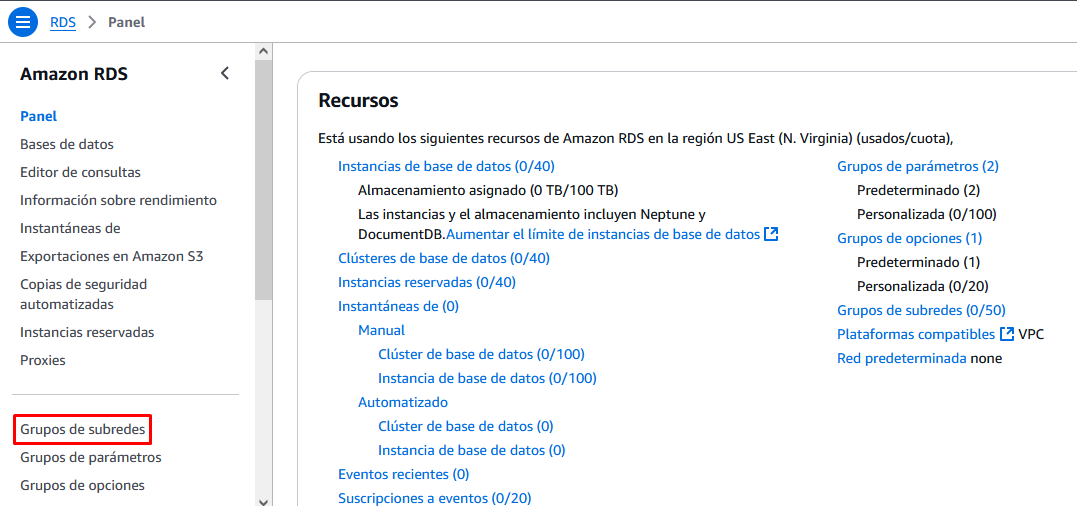 RDS > Panel
Amazon RDS
Panel
Bases de datos
Editor de consultas
Información sobre rendimiento
Instantáneas de
Exportaciones en Amazon S3
Copias de seguridad
automatizadas
Instancias reservadas
Proxies
Grupos de subredes
Grupos de parámetros
Grupos de opciones
Recursos
Está usando los siguientes recursos de Amazon RDS en la región US East (N. Virginia) (usados/cuota),
Instancias de base de datos (0/40)
Almacenamiento asignado (0 TB/100 TB)
Las instancias y el almacenamiento incluyen Neptune y
DocumentDB.Aumentar el límite de instancias de base de datos
Clústeres de base de datos (0/40)
Instancias reservadas (0/40)
Instantáneas de (0)
Manual
Clúster de base de datos (0/100)
Instancia de base de datos (0/100)
Automatizado
Clúster de base de datos (0)
Instancia de base de datos (0)
Eventos recientes (0)
Suscripciones a eventos (0/20)
Grupos de parámetros (2)
Predeterminado (2)
Personalizada (0/100)
Grupos de opciones (1)
Predeterminado (1)
Personalizada (0/20)
Grupos de subredes (0/50)
Plataformas compatibles VPC
Red predeterminada none